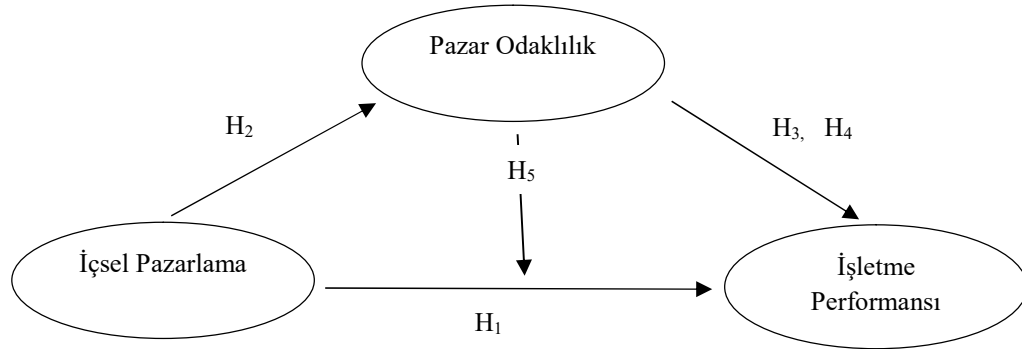 Pazar Odaklılık
H2
H3, H4
H5
İçsel Pazarlama
İşletme
Performansı
H1